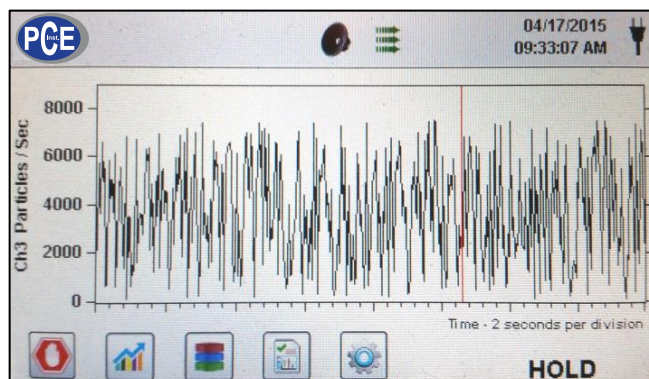 PCE
Inst.
04/17/2015
09:33:07 AM
Ch3 Particles / Sec
8000
6000
4000
2000
0
Time - 2 seconds per division
HOLD